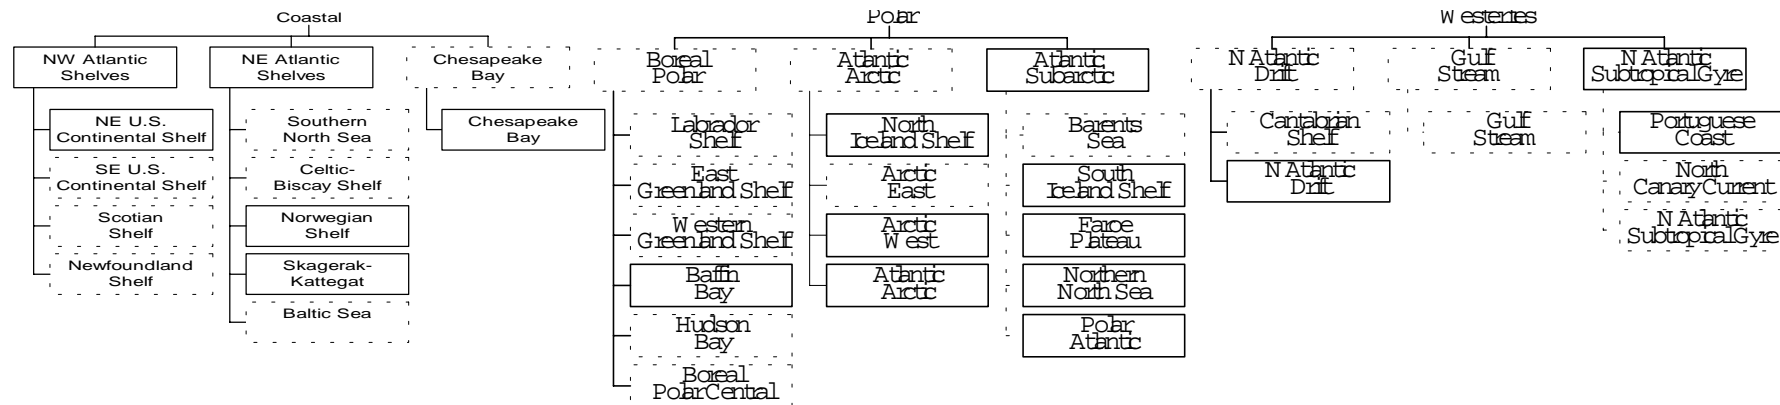 Coastal
NW Atlantic
Shelves
NE U.S.
Continental Shelf
SE U.S.
Continental Shelf
Scotian
Shelf
Newfoundland
Shelf
NE Atlantic
Shelves
Southern
North Sea
Celtic-
Biscay Shelf
Norwegian
Shelf
Skagerak-
Kattegat
Baltic Sea
Chesapeake
Bay
Chesapeake
Bay
Polar
Boreal
Polar
Labrador
Shelf
East
Greenland Shelf
Western
Greenland Shelf
Baffin
Bay
Hudson
Bay
Boreal
Polar Central
Atlantic
Arctic
North
Iceland Shelf
Arctic
East
Arctic
West
Atlantic
Arctic
Atlantic
Subarctic
Barents
Sea
South
Iceland Shelf
Faroe
Plateau
Northern
North Sea
Polar
Atlantic
Westerlies
N Atlantic
Drift
Cantabrian
Shelf
N Atlantic
Drift
Gulf
Stream
Gulf
Stream
N Atlantic
Subtropical Gyre
Portuguese
Coast
North
Canary Current
N Atlantic
Subtropical Gyre